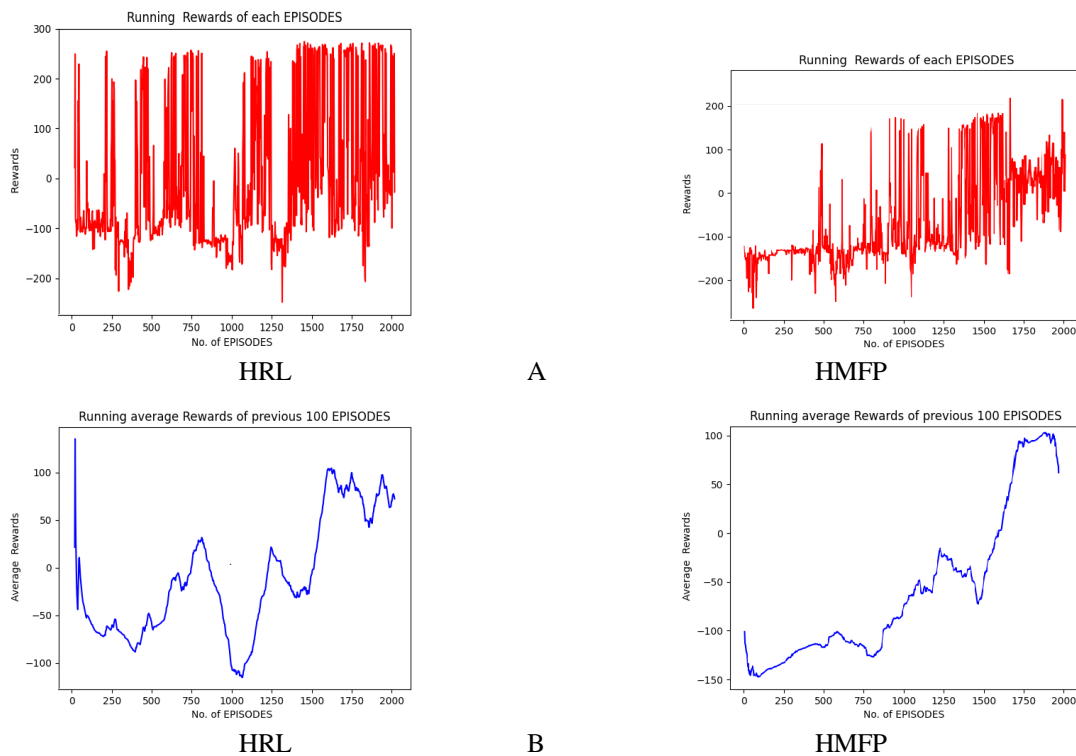 Running Rewards of each EPISODES
300
200
100
0
−100
−200
Rewards
0 250 500 750 1000 1250 1500 1750 2000
No. of EPISODES
Running Rewards of each EPISODES
200
100
0
−100
−200
Rewards
0 250 500 750 1000 1250 1500 1750 2000
No. of EPISODES
HRL A HMFP
Running average Rewards of previous 100 EPISODES
100
50
0
−50
−100
Average Rewards
0 250 500 750 1000 1250 1500 1750 2000
No. of EPISODES
Running average Rewards of previous 100 EPISODES
100
50
0
−50
−100
−150
Average Rewards
0 250 500 750 1000 1250 1500 1750 2000
No. of EPISODES
HRL B HMFP